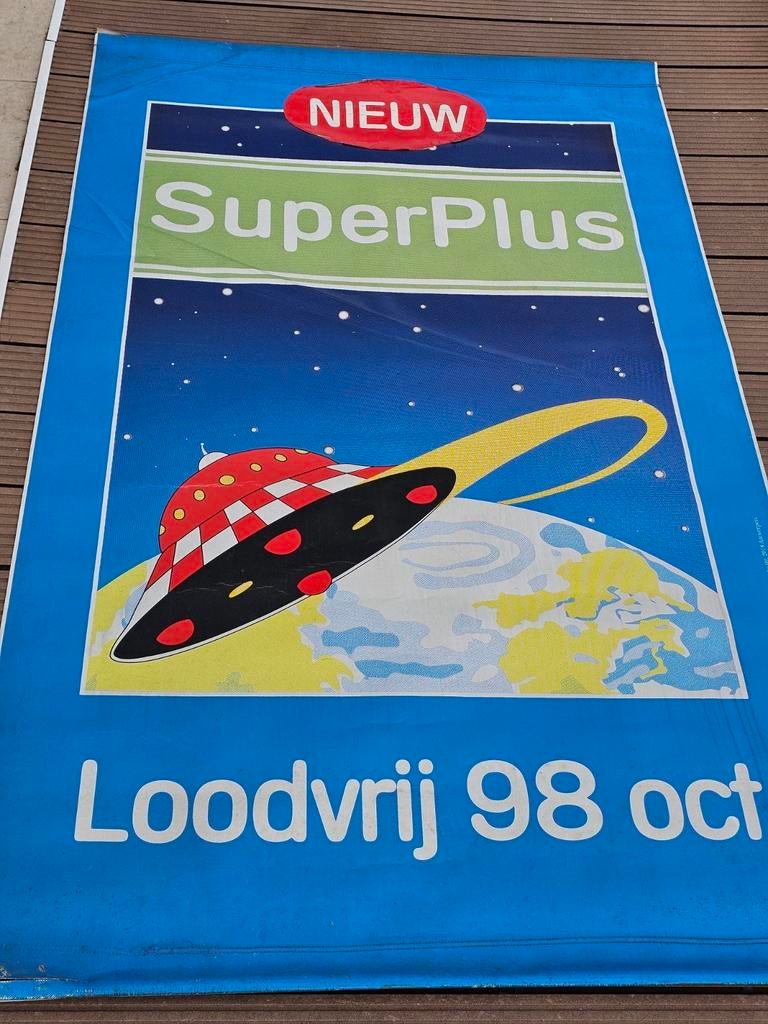 NIEUW
SuperPlus
Loodvrij 98 oct